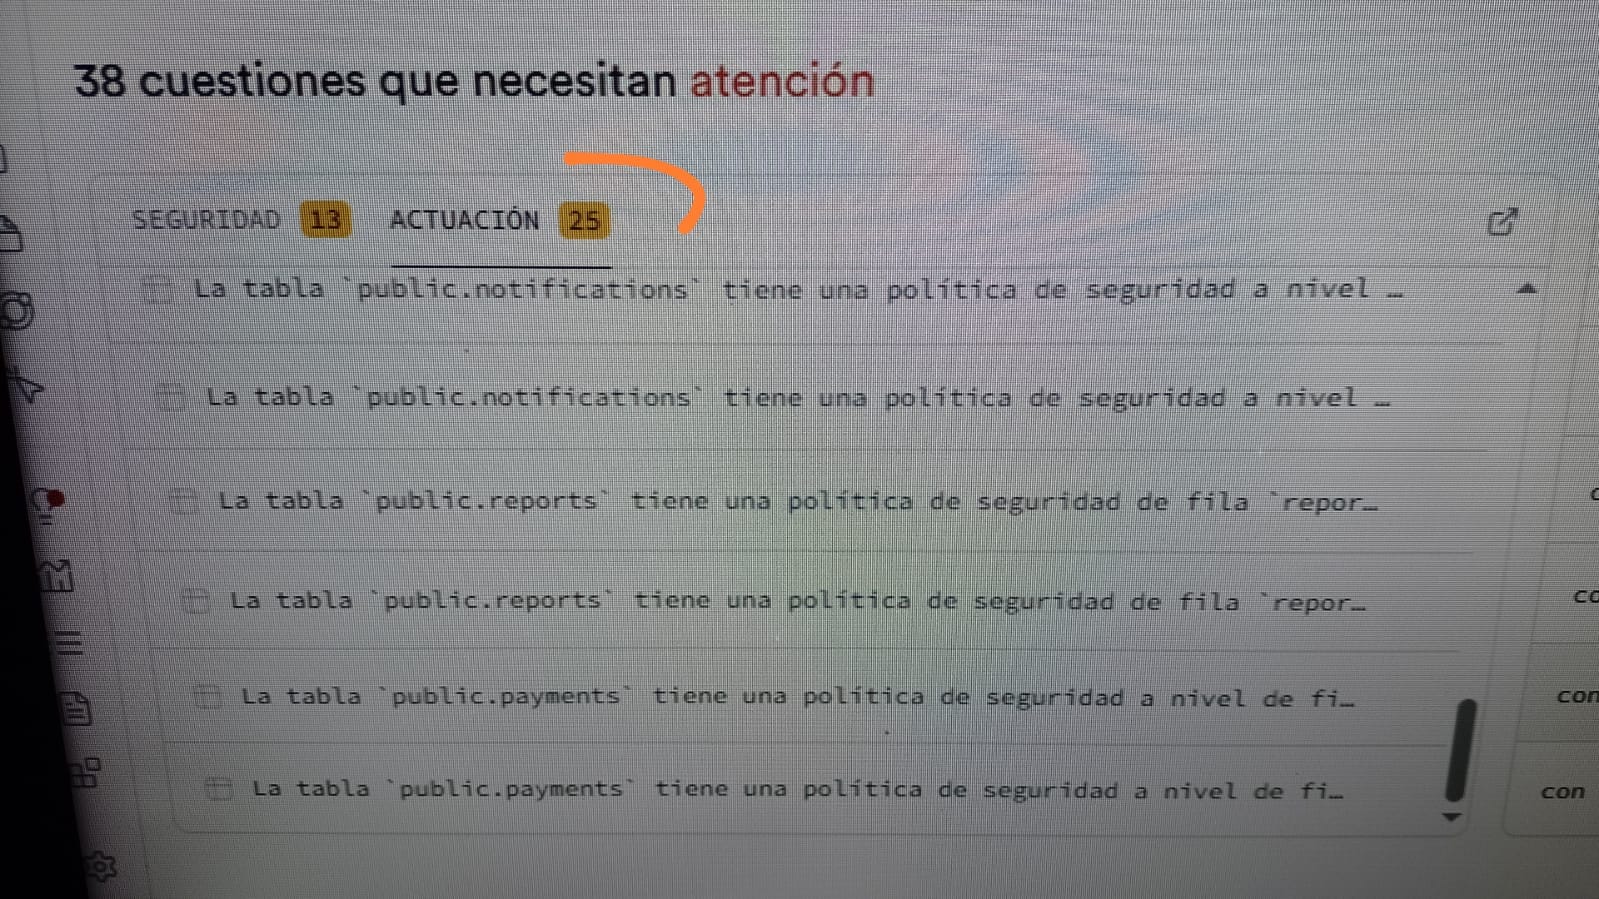 38 cuestiones que necesitan atención
SEGURIDAD 13 ACTUACIÓN 25
La tabla `public.notifications` tiene una política de seguridad a nivel …
La tabla `public.notifications` tiene una política de seguridad a nivel …
La tabla `public.reports` tiene una política de seguridad de fila `repor…
La tabla `public.reports` tiene una política de seguridad de fila `repor…
La tabla `public.payments` tiene una política de seguridad a nivel de fi…
con
La tabla `public.payments` tiene una política de seguridad a nivel de fi…
con